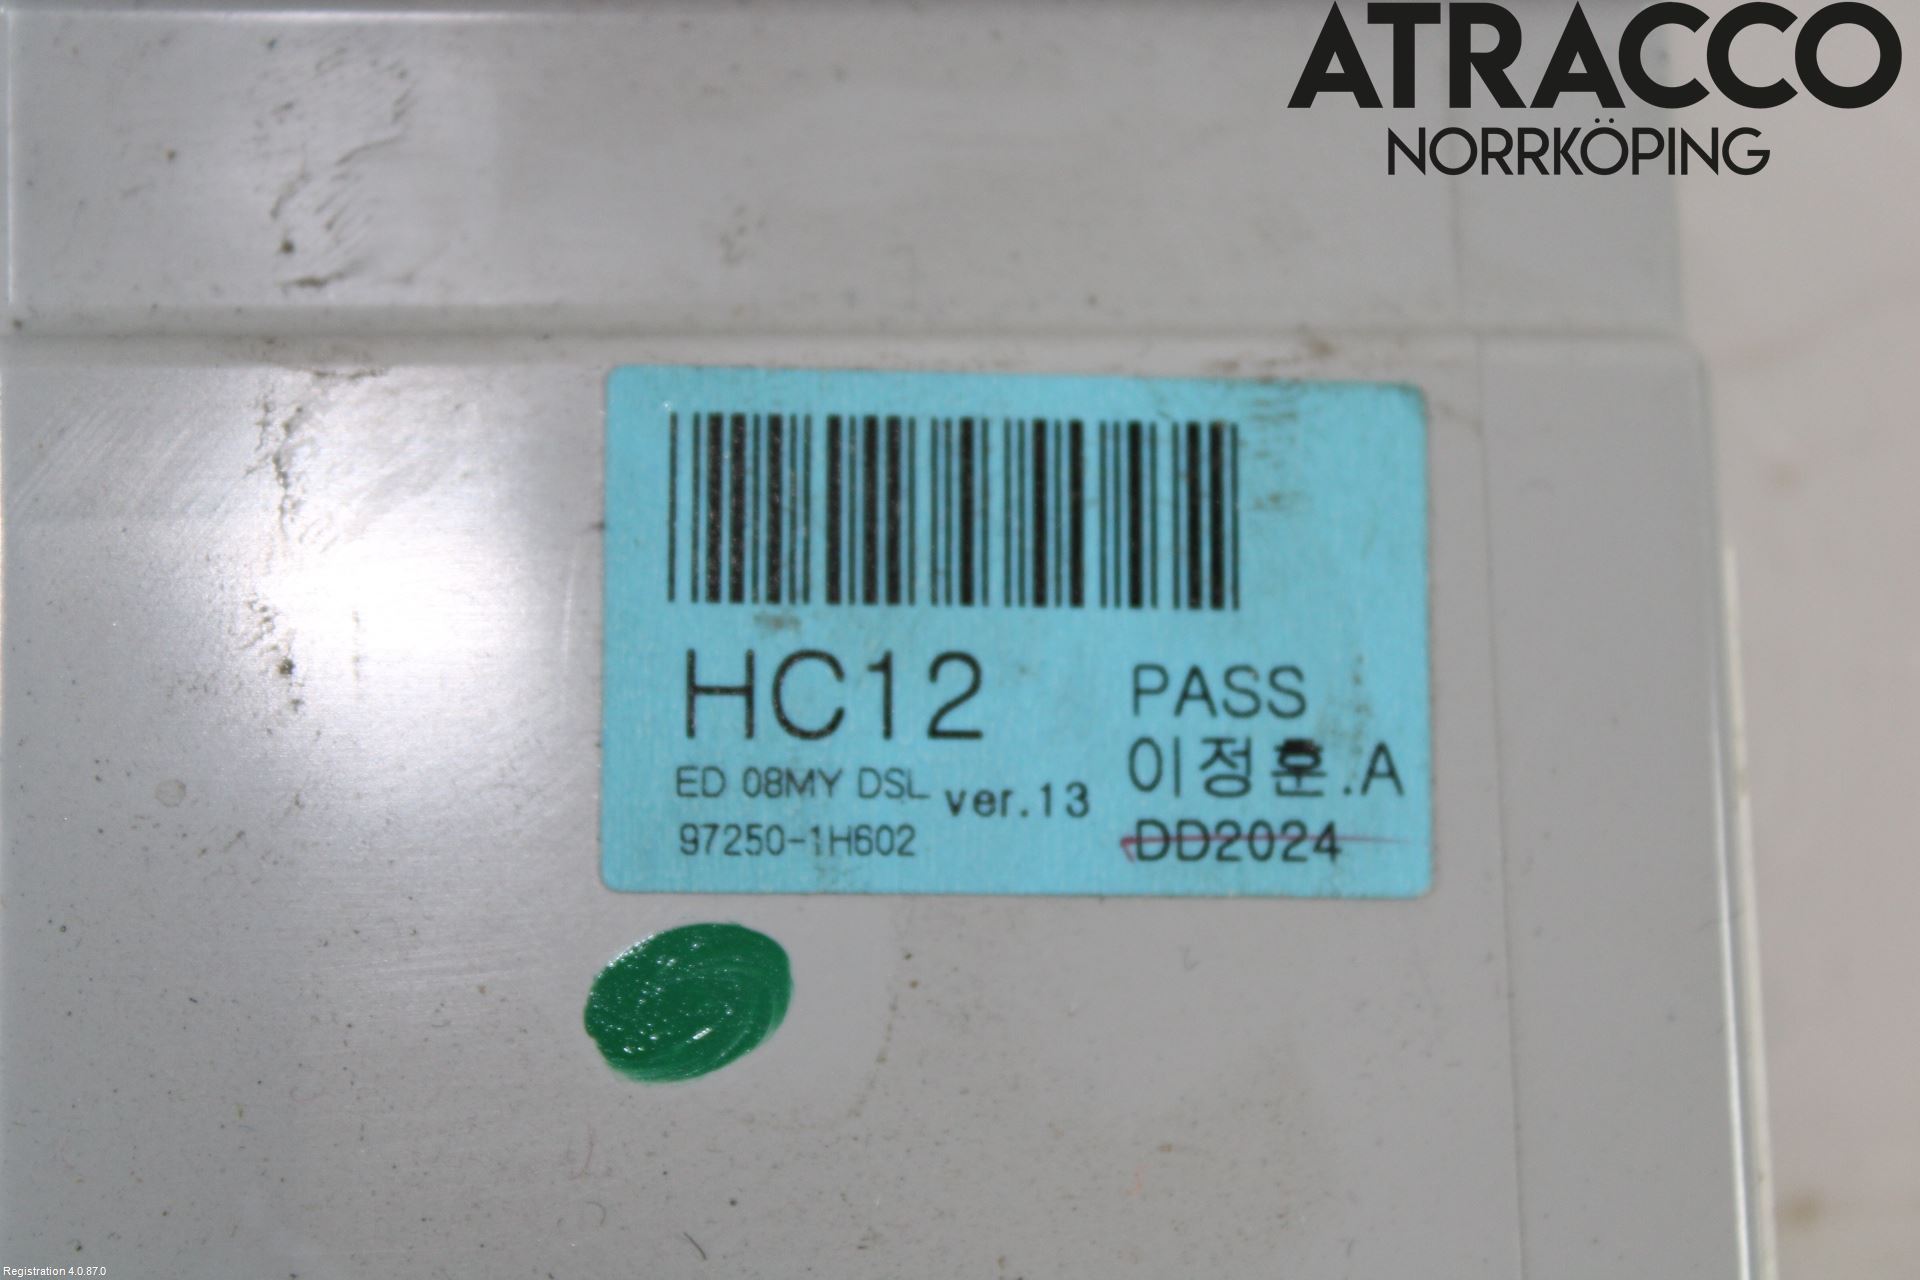 ATRACCO
NORRKÖPING
HC12
PASS
ED 08MY DSL ver.13
이정훈.A
97250-1H602
DD2024
Registration 4.0.87.0